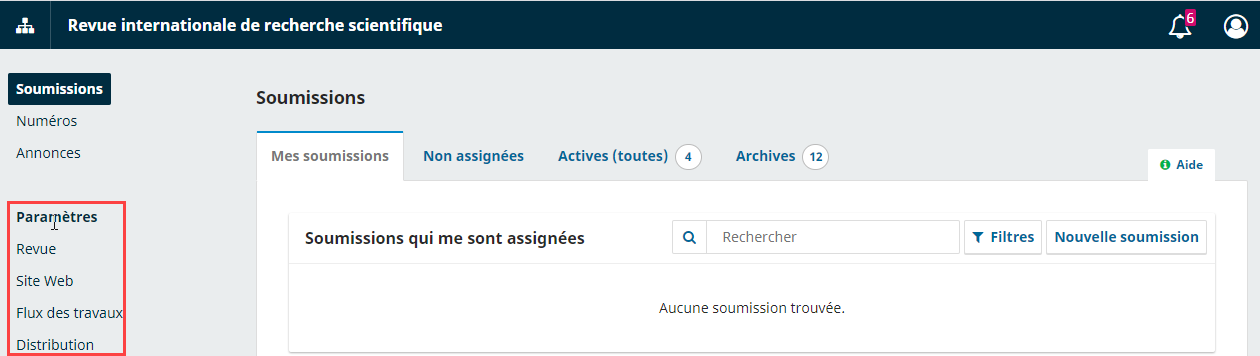 Revue internationale de recherche scientifique
6
Soumissions
Numéros
Annonces
Paramètres
Revue
Site Web
Flux des travaux
Distribution
Soumissions
Mes soumissions Non assignées Actives (toutes) 4 Archives 12
Aide
Soumissions qui me sont assignées Rechercher Filtres Nouvelle soumission
Aucune soumission trouvée.